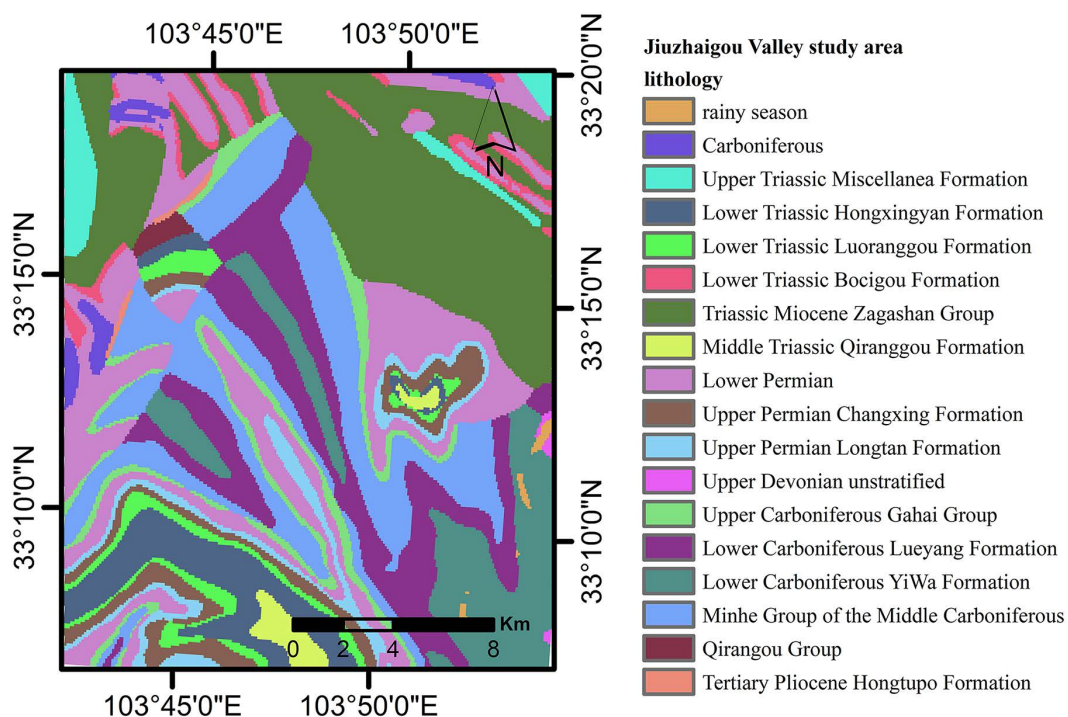 103°45'0"E 103°50'0"E
33°20'0"N
33°15'0"N
33°15'0"N
33°10'0"N
33°10'0"N
N
Km
0 2 4 8
103°45'0"E 103°50'0"E
Jiuzhaigou Valley study area
lithology
rainy season
Carboniferous
Upper Triassic Miscellanea Formation
Lower Triassic Hongxingyan Formation
Lower Triassic Luoranggou Formation
Lower Triassic Bocigou Formation
Triassic Miocene Zagashan Group
Middle Triassic Qiranggou Formation
Lower Permian
Upper Permian Changxing Formation
Upper Permian Longtan Formation
Upper Devonian unstratified
Upper Carboniferous Gahai Group
Lower Carboniferous Lueyang Formation
Lower Carboniferous YiWa Formation
Minhe Group of the Middle Carboniferous
Qirangou Group
Tertiary Pliocene Hongtupo Formation